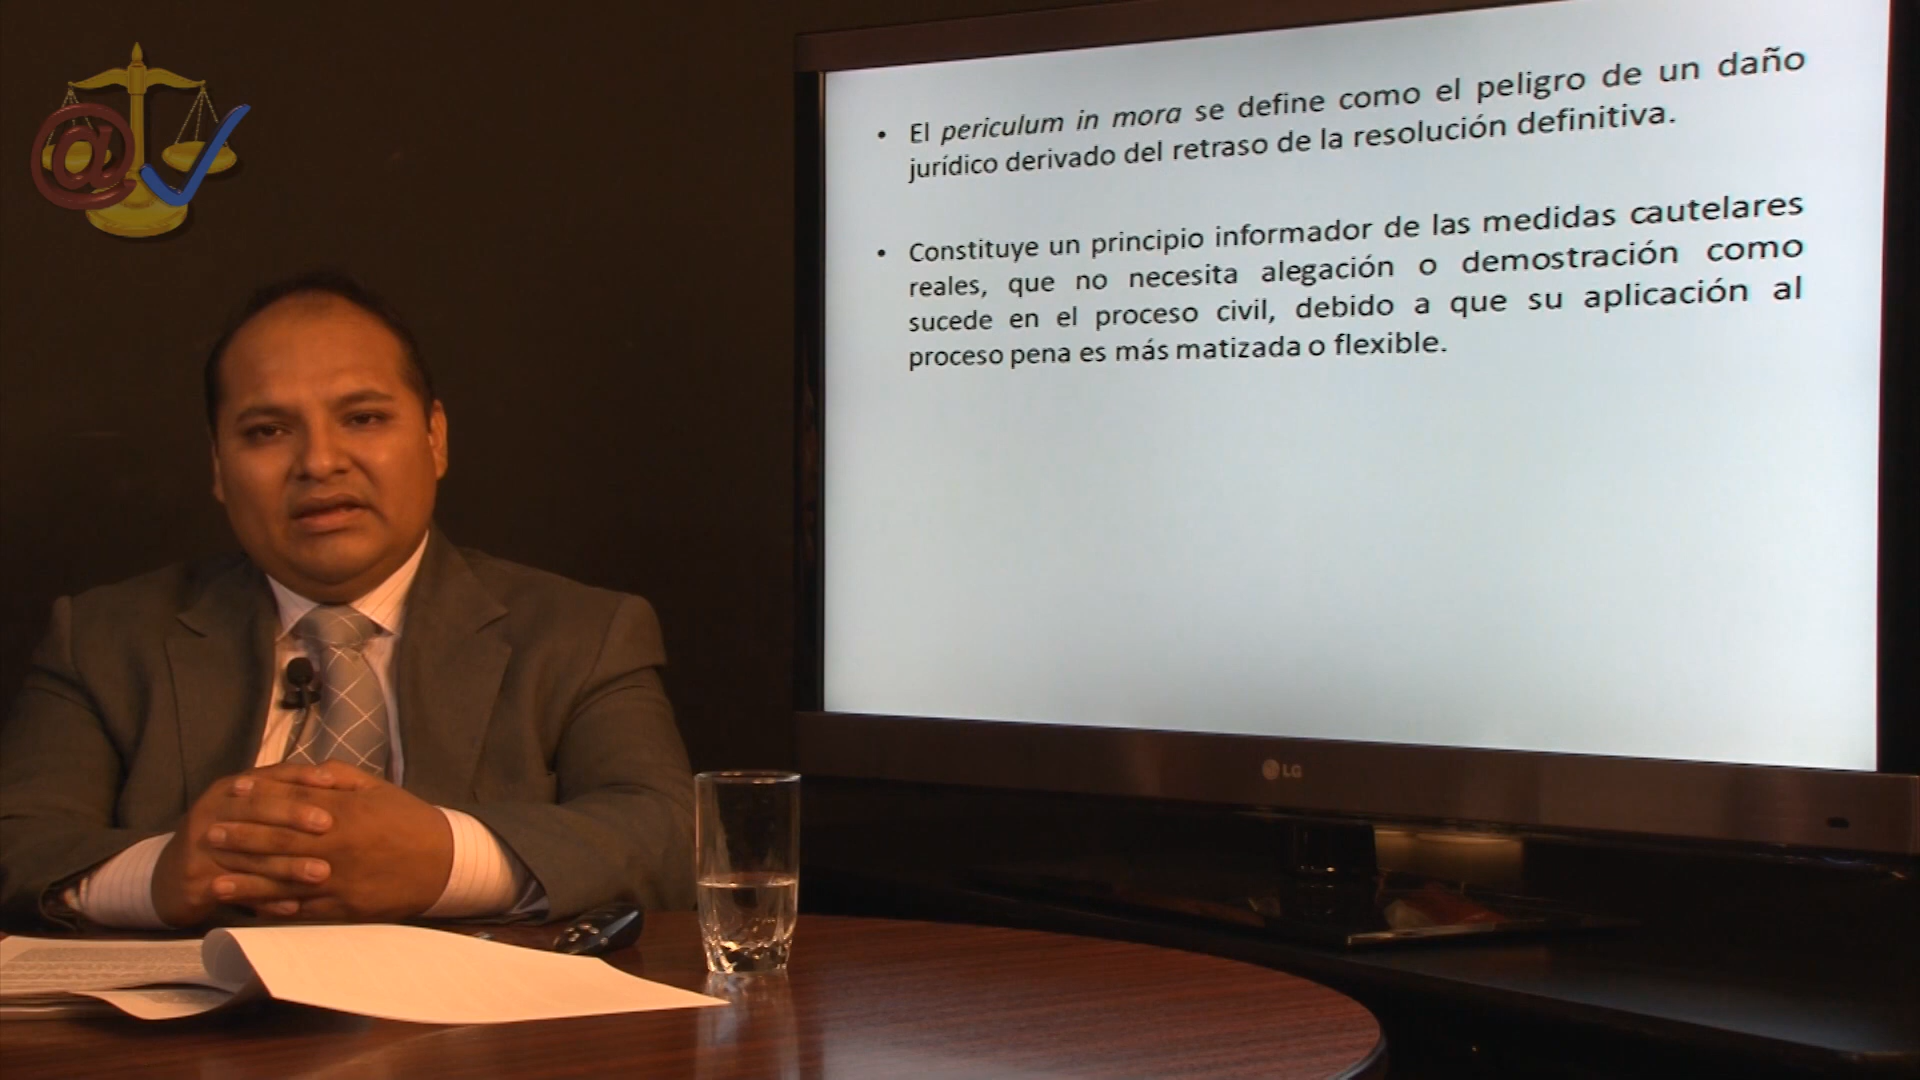 • El periculum in mora se define como el peligro de un daño
jurídico derivado del retraso de la resolución definitiva.
• Constituye un principio informador de las medidas cautelares
reales, que no necesita alegación o demostración como
sucede en el proceso civil, debido a que su aplicación al
proceso pena es más matizada o flexible.
LG
@